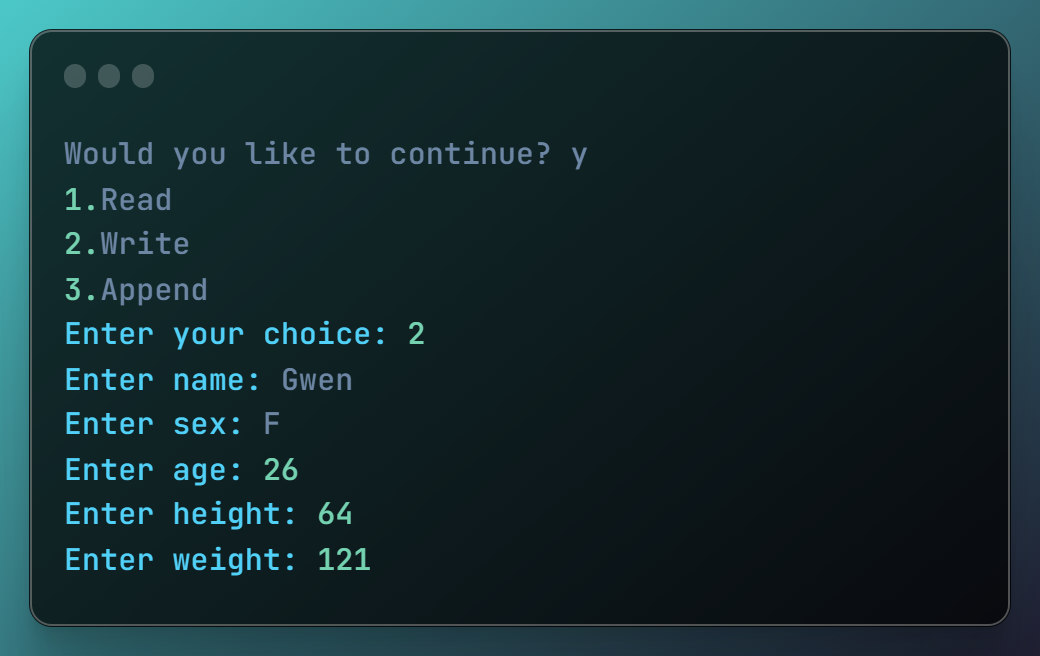 Would you like to continue? y
1.Read
2.Write
3.Append
Enter your choice: 2
Enter name: Gwen
Enter sex: F
Enter age: 26
Enter height: 64
Enter weight: 121